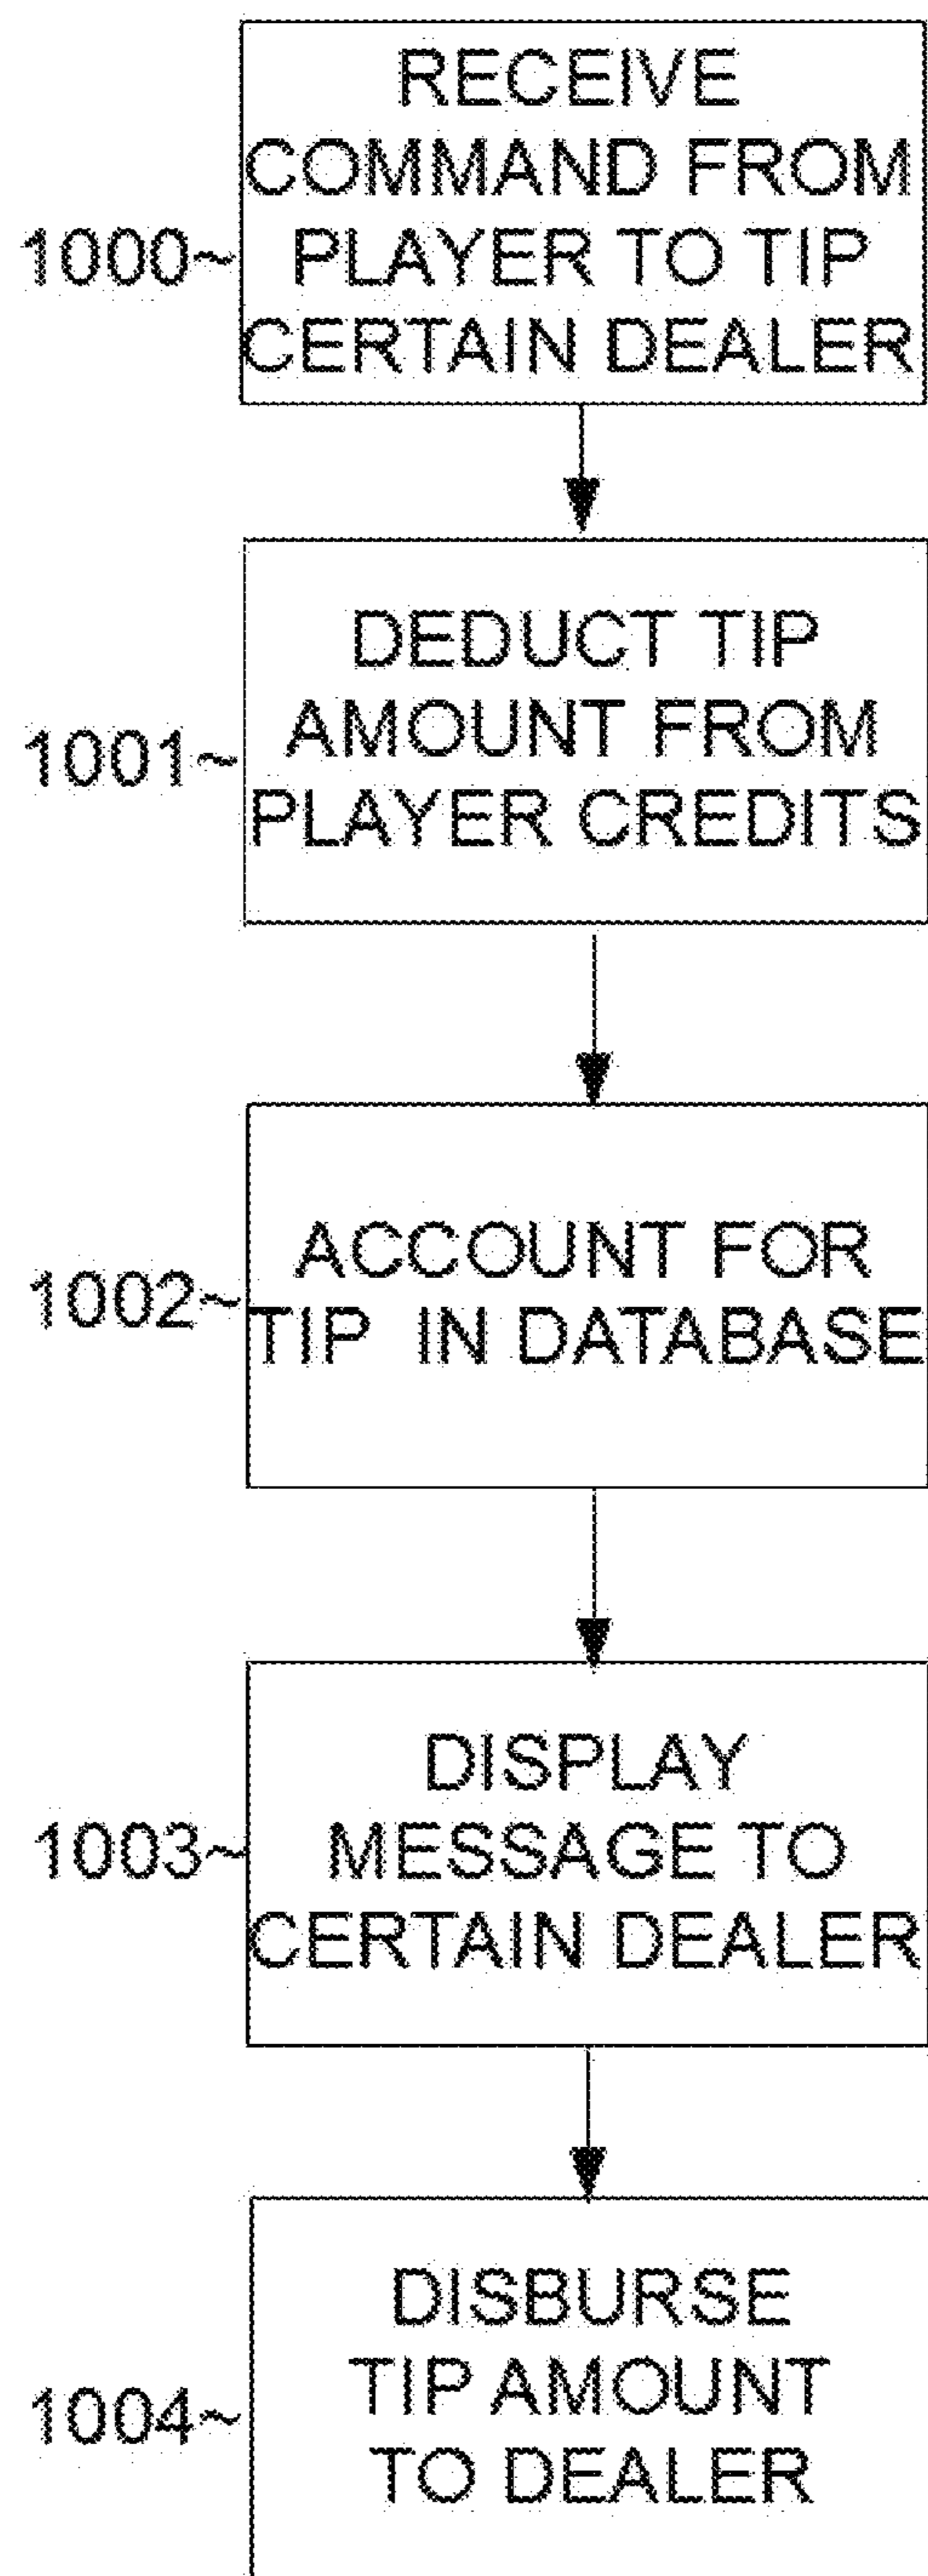 RECEIVE
COMMAND FROM
1000~ PLAYER TO TIP
CERTAIN DEALER
DEDUCT TIP
1001~ AMOUNT FROM
PLAYER CREDITS
ACCOUNT FOR
1002~ TIP IN DATABASE
DISPLAY
1003~ MESSAGE TO
CERTAIN DEALER
DISBURSE
1004~ TIP AMOUNT
TO DEALER